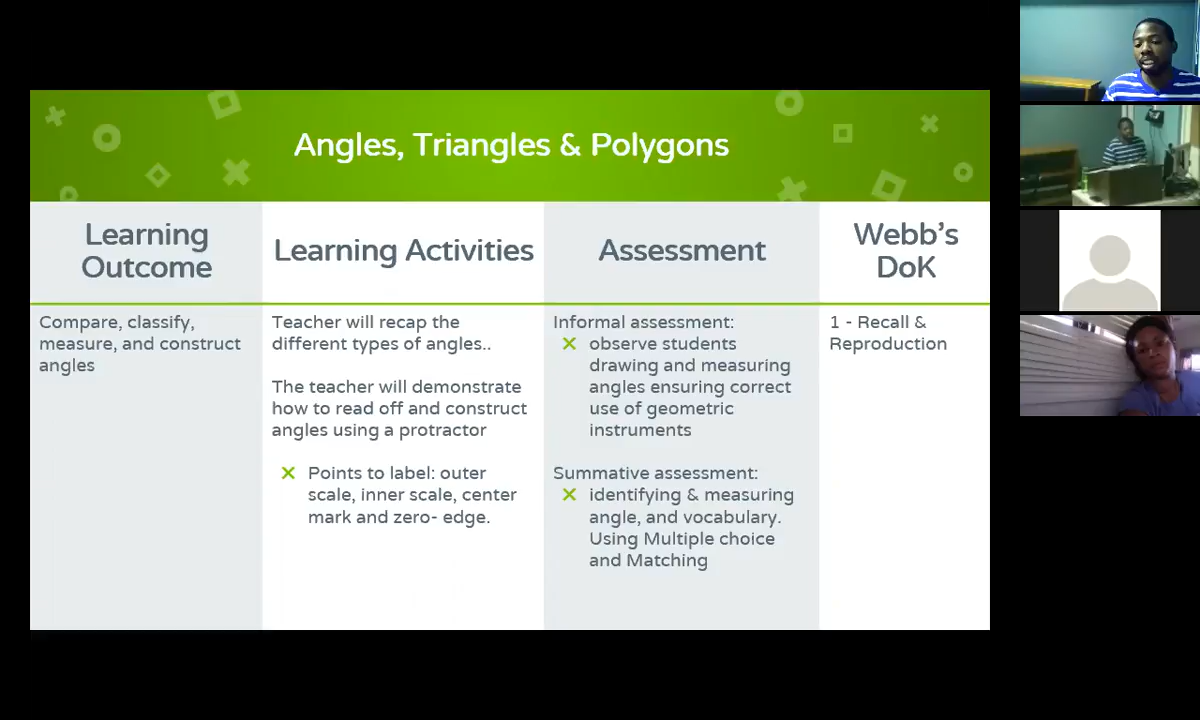 Angles, Triangles & Polygons
Learning
Outcome
Learning Activities
Assessment
Webb’s
DoK
Compare, classify,
measure, and construct
angles
Teacher will recap the
different types of angles..
The teacher will demonstrate
how to read off and construct
angles using a protractor
Points to label: outer
scale, inner scale, center
mark and zero- edge.
Informal assessment:
observe students
drawing and measuring
angles ensuring correct
use of geometric
instruments
Summative assessment:
identifying & measuring
angle, and vocabulary.
Using Multiple choice
and Matching
1 - Recall &
Reproduction